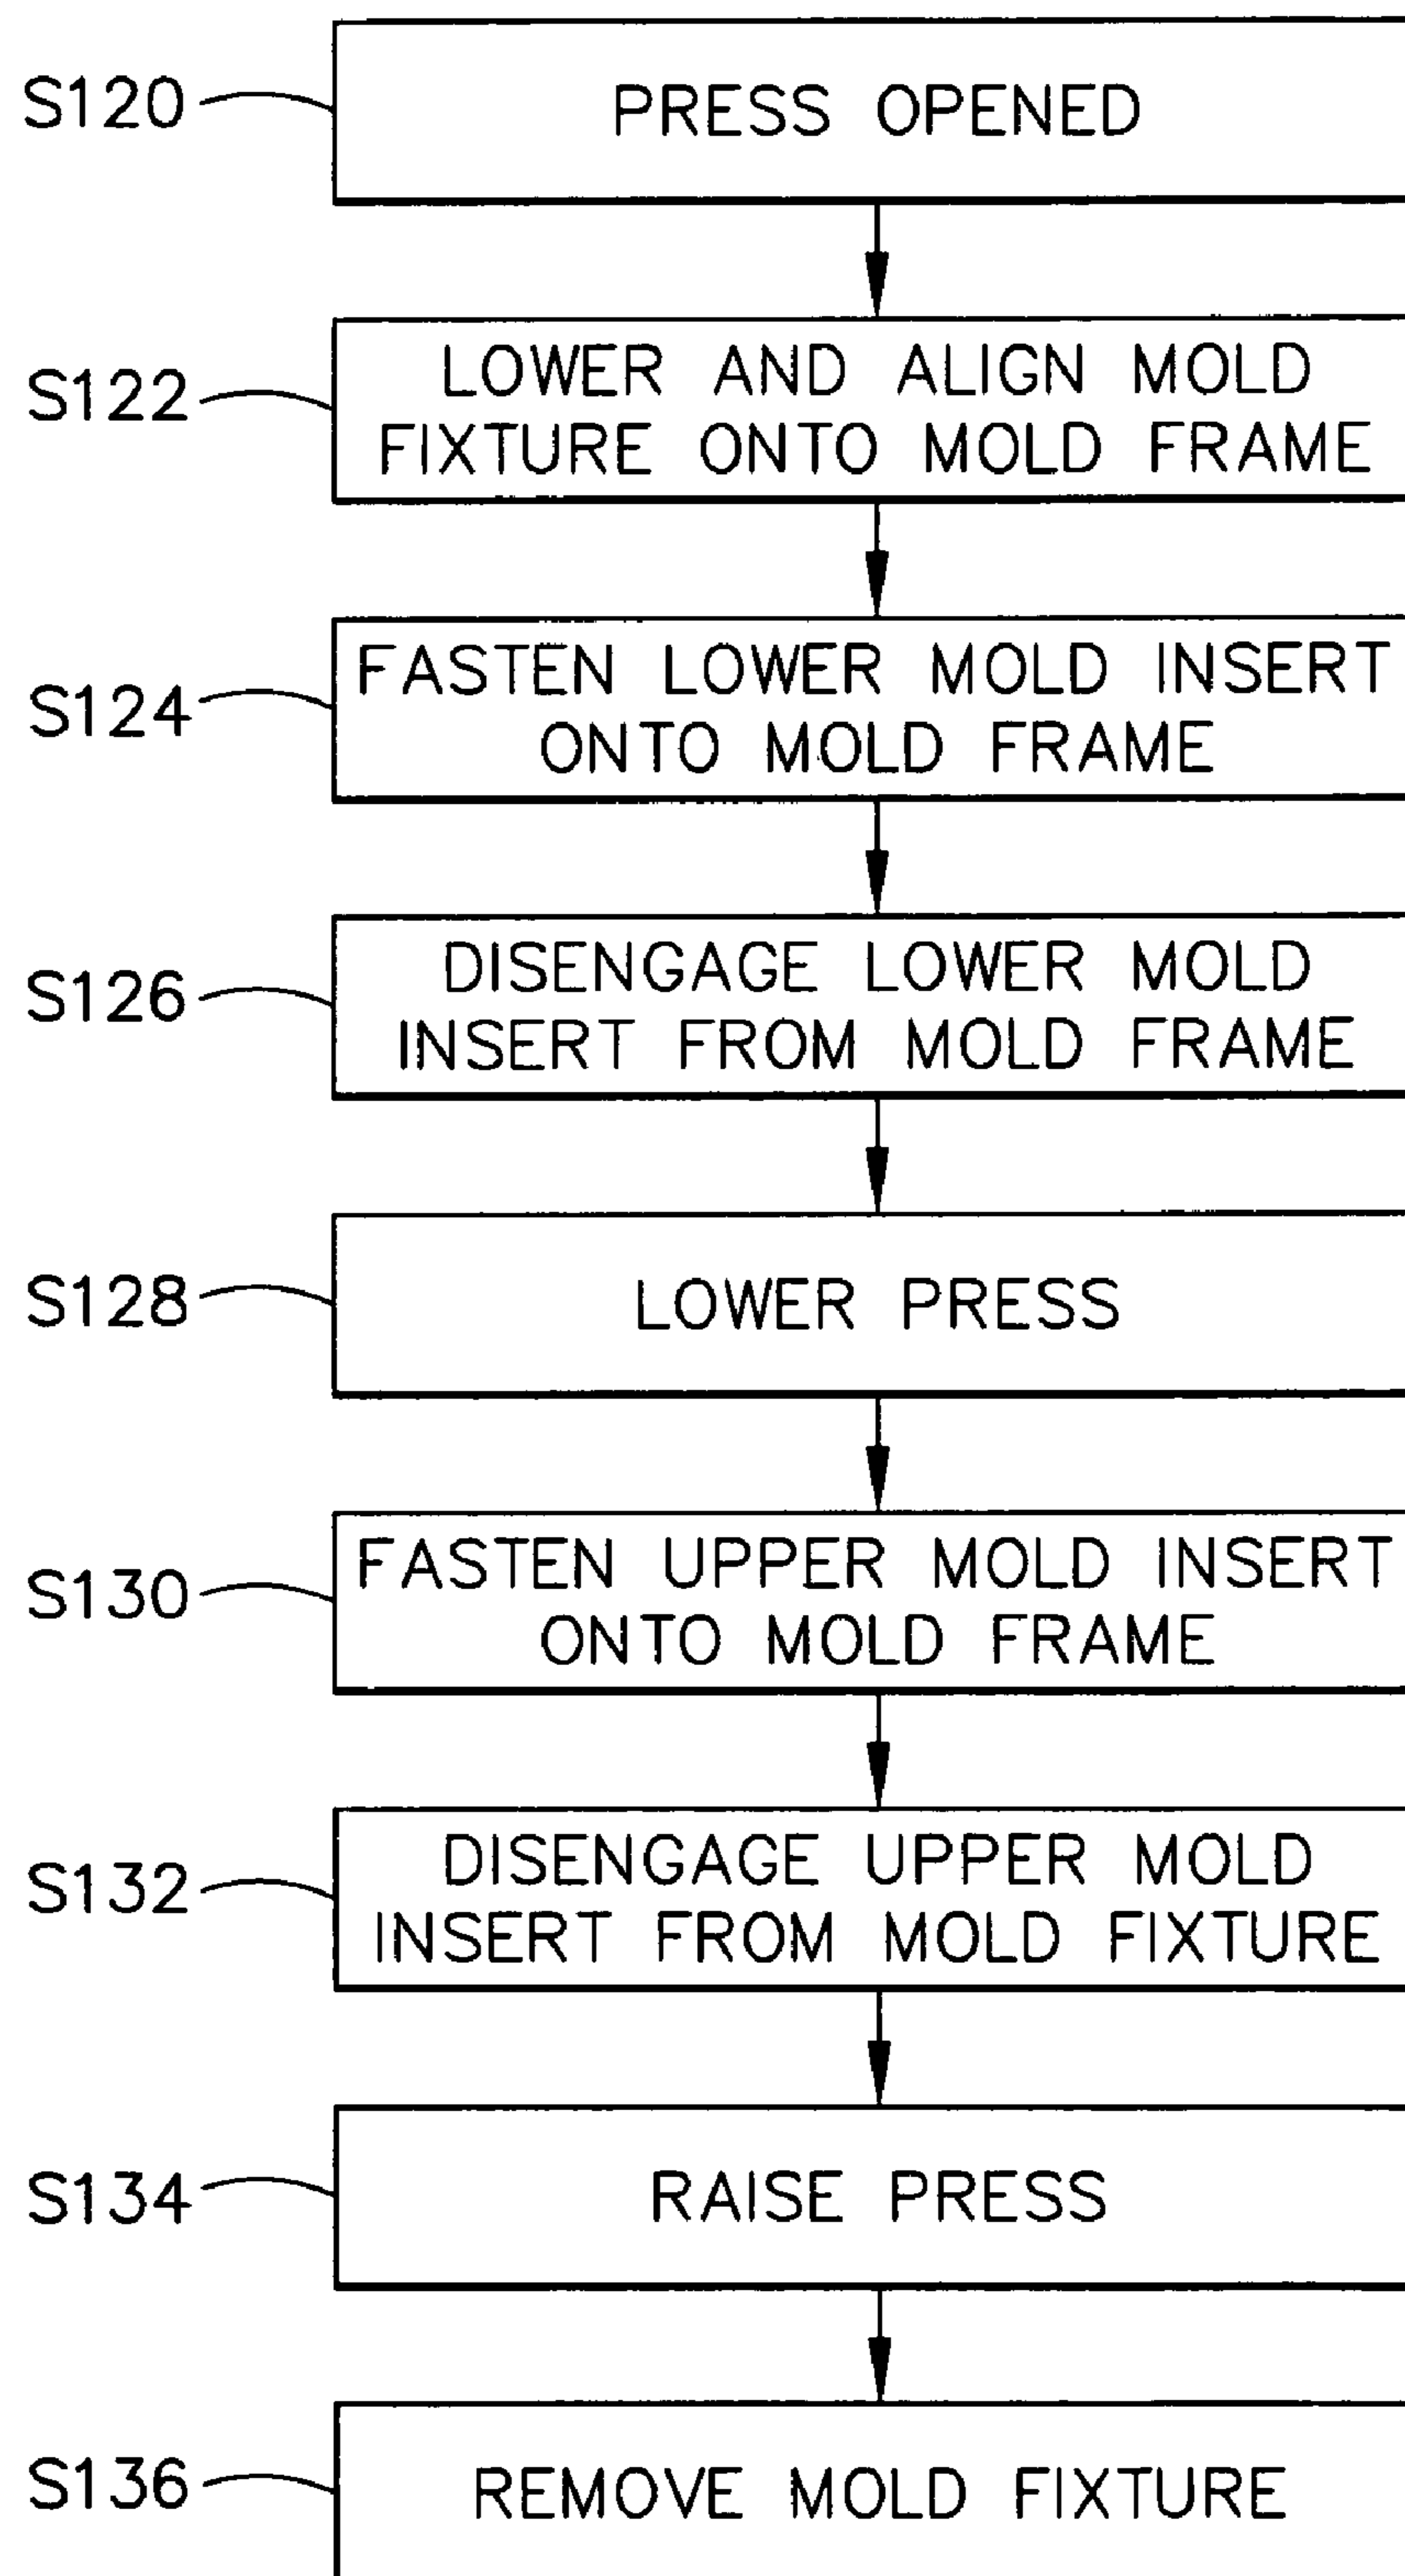 S120
PRESS OPENED
S122
LOWER AND ALIGN MOLD
FIXTURE ONTO MOLD FRAME
S124
FASTEN LOWER MOLD INSERT
ONTO MOLD FRAME
S126
DISENGAGE LOWER MOLD
INSERT FROM MOLD FRAME
S128
LOWER PRESS
S130
FASTEN UPPER MOLD INSERT
ONTO MOLD FRAME
S132
DISENGAGE UPPER MOLD
INSERT FROM MOLD FIXTURE
S134
RAISE PRESS
S136
REMOVE MOLD FIXTURE